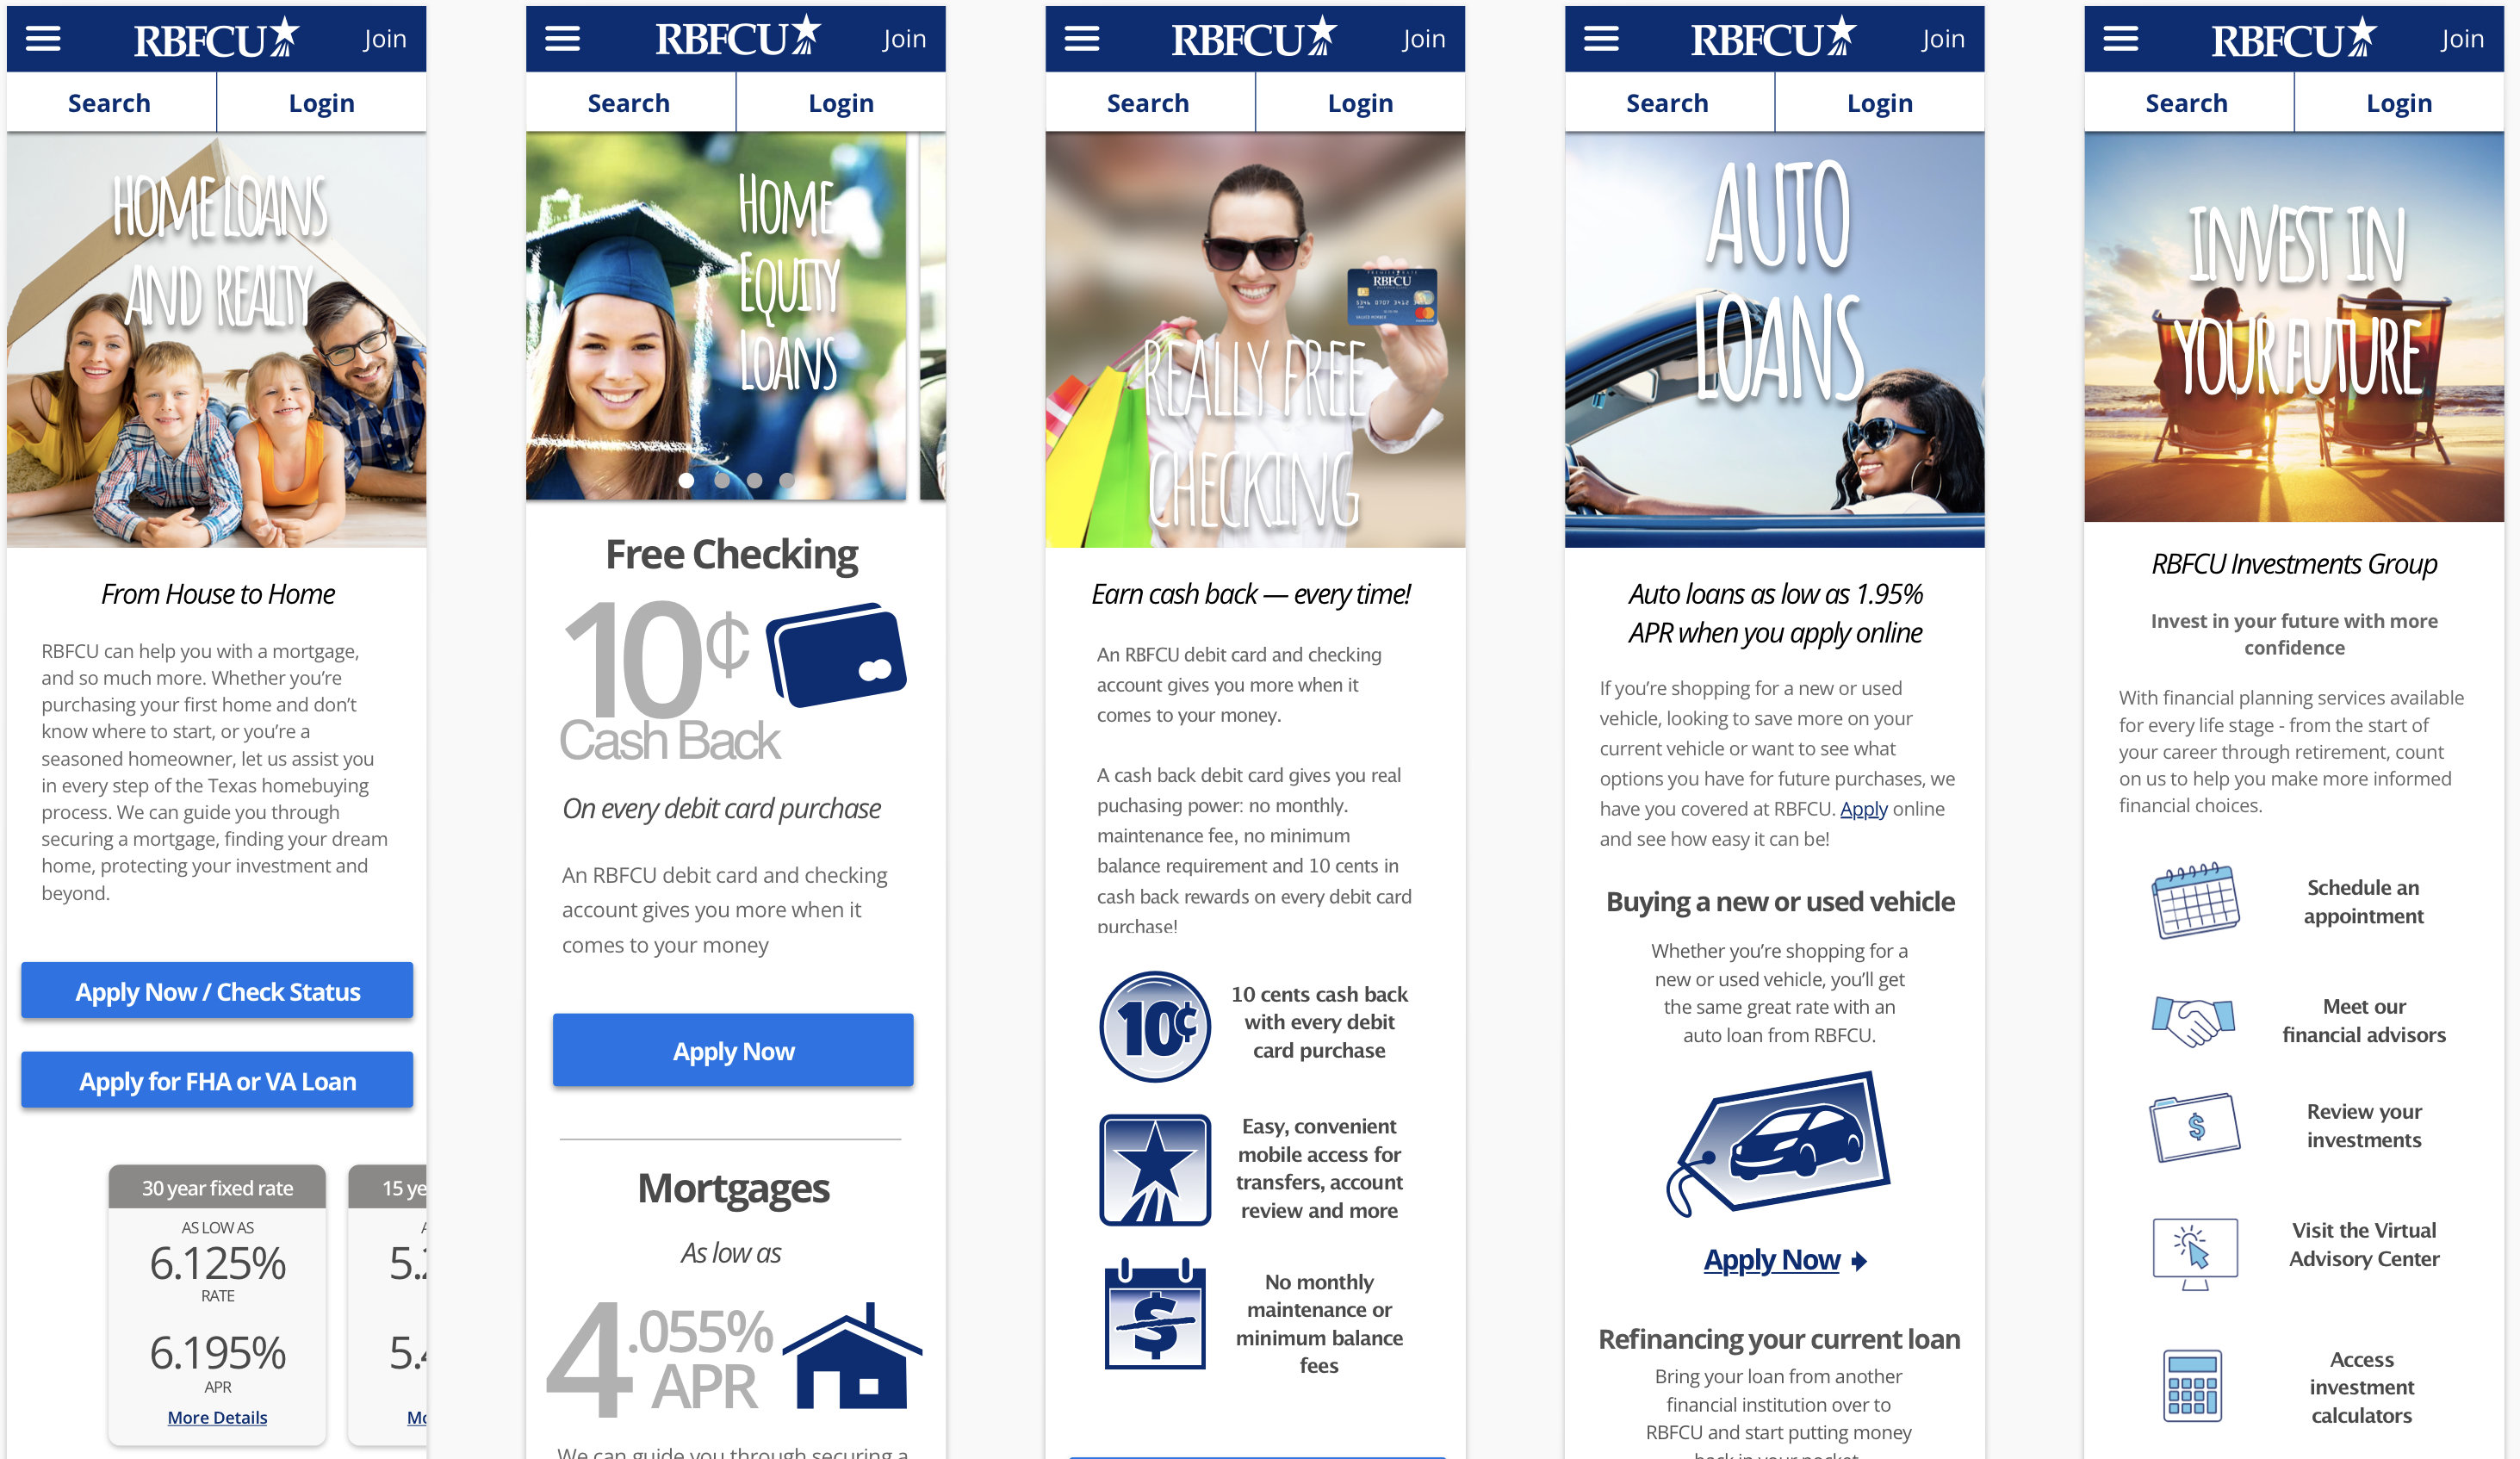 RBFCU
Join
Search
Login
HOME LOANS
AND REALTY
From House to Home
RBFCU can help you with a mortgage,
and so much more. Whether you're
purchasing your first home and don't
know where to start, or you're a
seasoned homeowner, let us assist you
in every step of the Texas homebuying
process. We can guide you through
securing a mortgage, finding your dream
home, protecting your investment and
beyond.
Apply Now / Check Status
Apply for FHA or VA Loan
30 year fixed rate
AS LOW AS
6.125%
RATE
6.195%
APR
More Details
15 ye
RBFCU
Join
Search
Login
HOME
EQUITY
LOANS
Free Checking
10¢
Cash Back
On every debit card purchase
An RBFCU debit card and checking
account gives you more when it
comes to your money
Apply Now
Mortgages
As low as
4.055%
APR
We can guide you through securing a
RBFCU
Join
Search
Login
RBFCU
REALLY FREE
CHECKING
Earn cash back — every time!
An RBFCU debit card and checking
account gives you more when it
comes to your money.
A cash back debit card gives you real
puchasing power: no monthly.
maintenance fee, no minimum
balance requirement and 10 cents in
cash back rewards on every debit card
purchase!
10¢
10 cents cash back
with every debit
card purchase
Easy, convenient
mobile access for
transfers, account
review and more
$
No monthly
maintenance or
minimum balance
fees
RBFCU
Join
Search
Login
AUTO
LOANS
Auto loans as low as 1.95%
APR when you apply online
If you're shopping for a new or used
vehicle, looking to save more on your
current vehicle or want to see what
options you have for future purchases, we
have you covered at RBFCU. Apply online
and see how easy it can be!
Buying a new or used vehicle
Whether you're shopping for a
new or used vehicle, you'll get
the same great rate with an
auto loan from RBFCU.
Apply Now
Refinancing your current loan
Bring your loan from another
financial institution over to
RBFCU and start putting money
back in your pocket
RBFCU
Join
Search
Login
INVEST IN
YOUR FUTURE
RBFCU Investments Group
Invest in your future with more
confidence
With financial planning services available
for every life stage - from the start of
your career through retirement, count
on us to help you make more informed
financial choices.
Schedule an
appointment
Meet our
financial advisors
$
Review your
investments
Visit the Virtual
Advisory Center
Access
investment
calculators